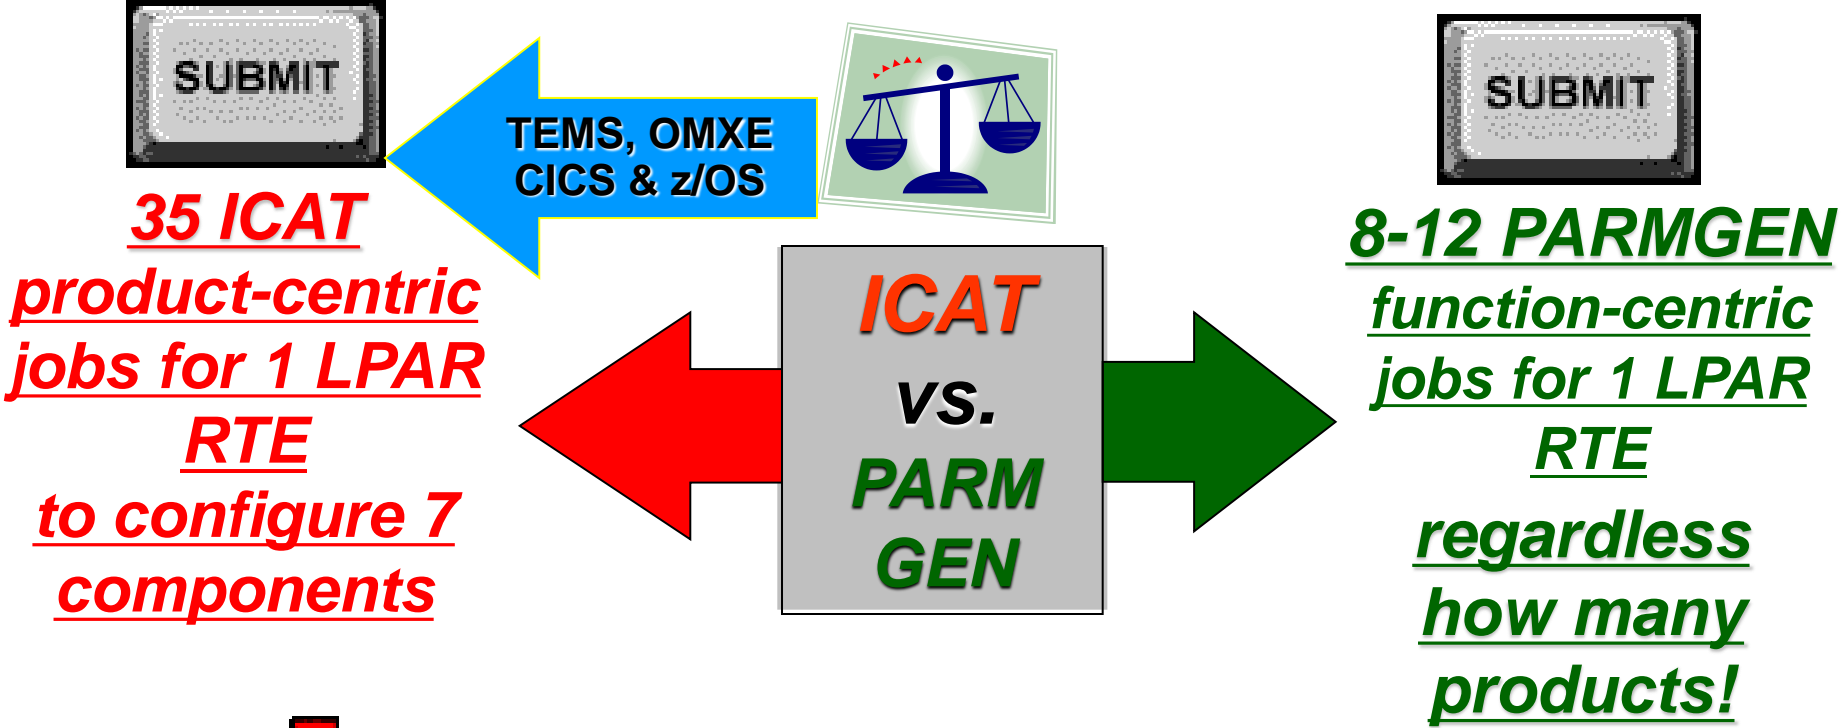 SUBMIT
35 ICAT
product-centric
jobs for 1 LPAR
RTE
to configure 7
components
TEMS, OMXE
CICS & z/OS
ICAT
vs.
PARM
GEN
SUBMIT
8-12 PARMGEN
function-centric
jobs for 1 LPAR
RTE
regardless
how many
products!